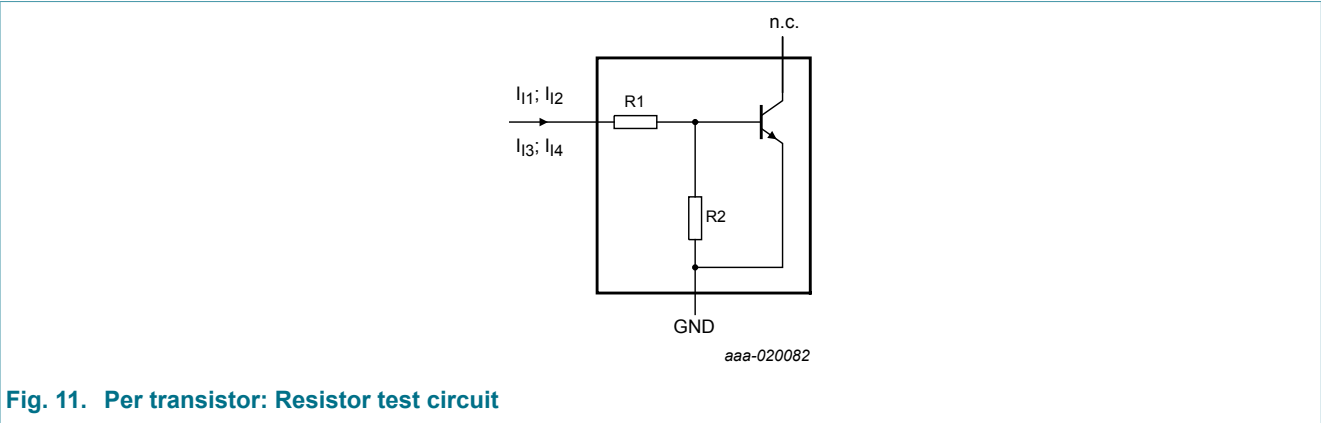 n.c.
I_I1; I_I2
R1
I_I3; I_I4
R2
GND
aaa-020082
Fig. 11. Per transistor: Resistor test circuit